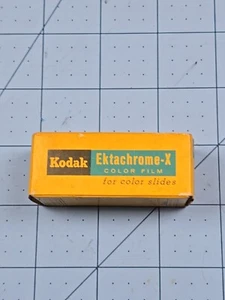 Kodak
Ektachrome-X
COLOR FILM
for color slides